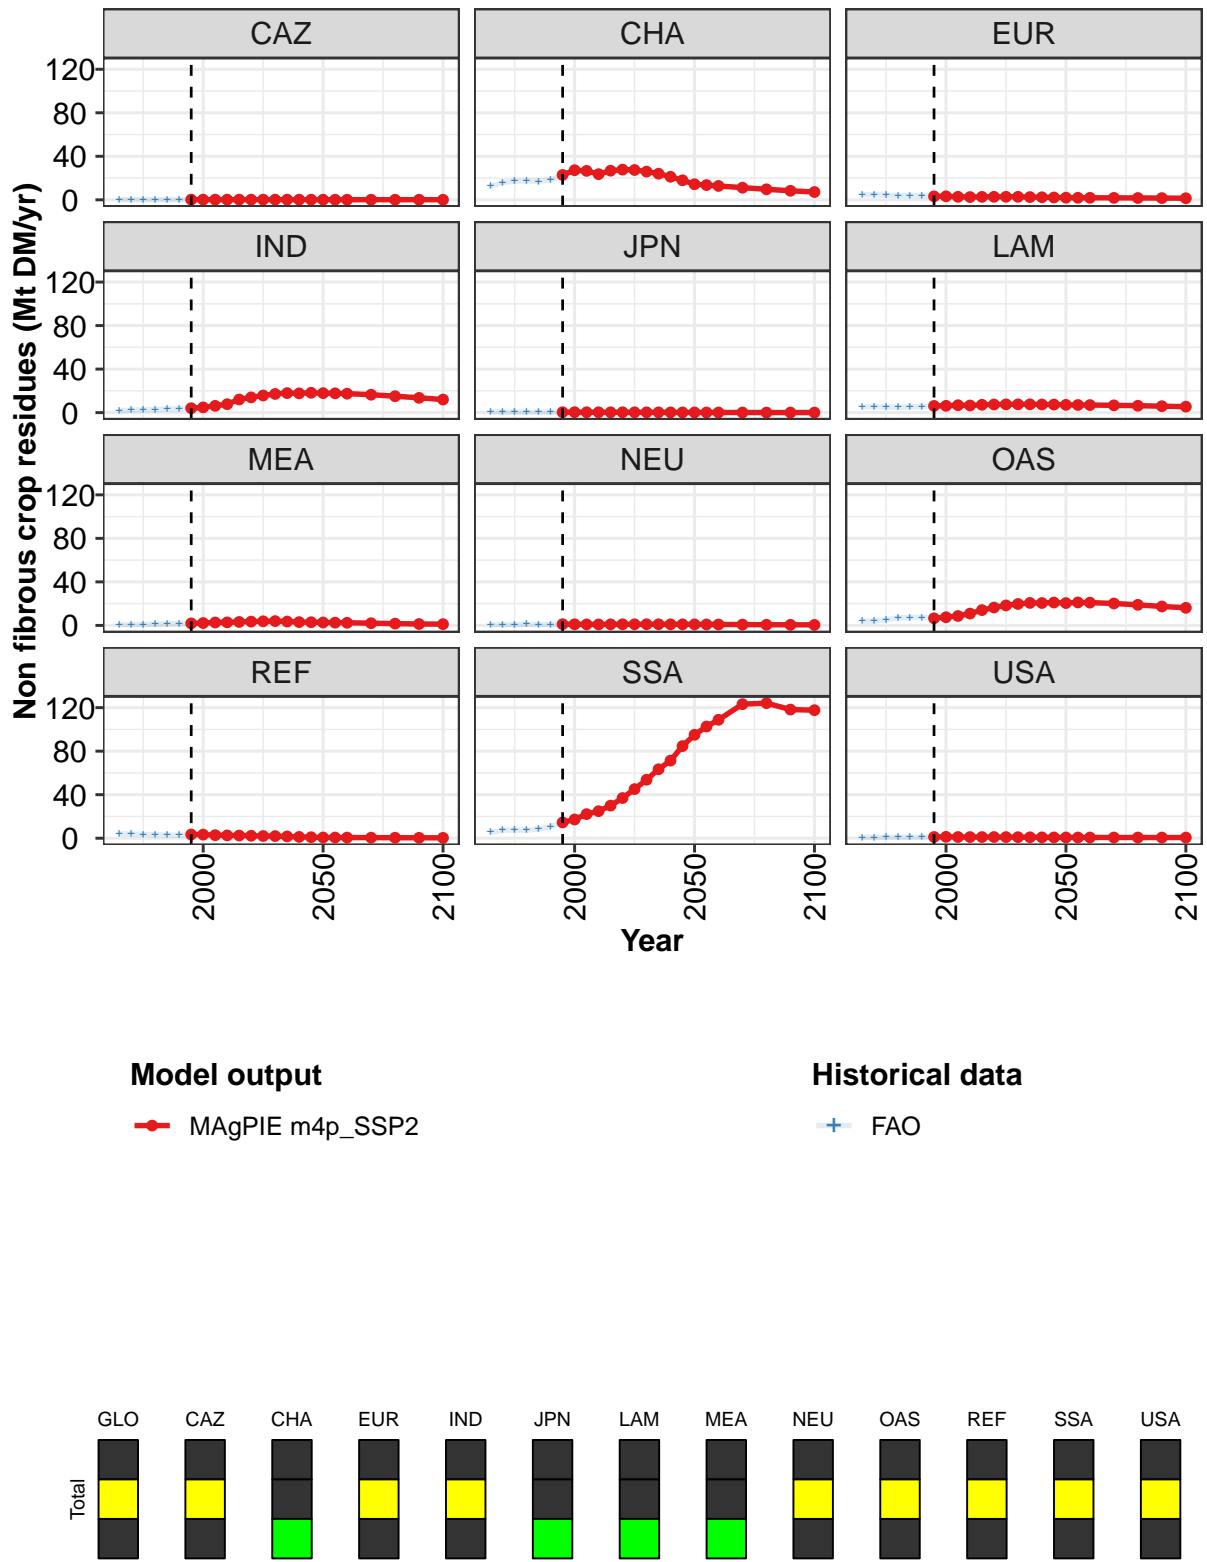 CAZ CHA EUR
120
80
40
0
IND JPN LAM
120
80
40
0
MEA NEU OAS
120
80
40
0
REF SSA USA
120
80
40
0
Non fibrous crop residues (Mt DM/yr)
2000 2050 2100 2000 2050 2100 2000 2050 2100
Year
Model output Historical data
MAgPIE m4p_SSP2 FAO
GLO CAZ CHA EUR IND JPN LAM MEA NEU OAS REF SSA USA
Total